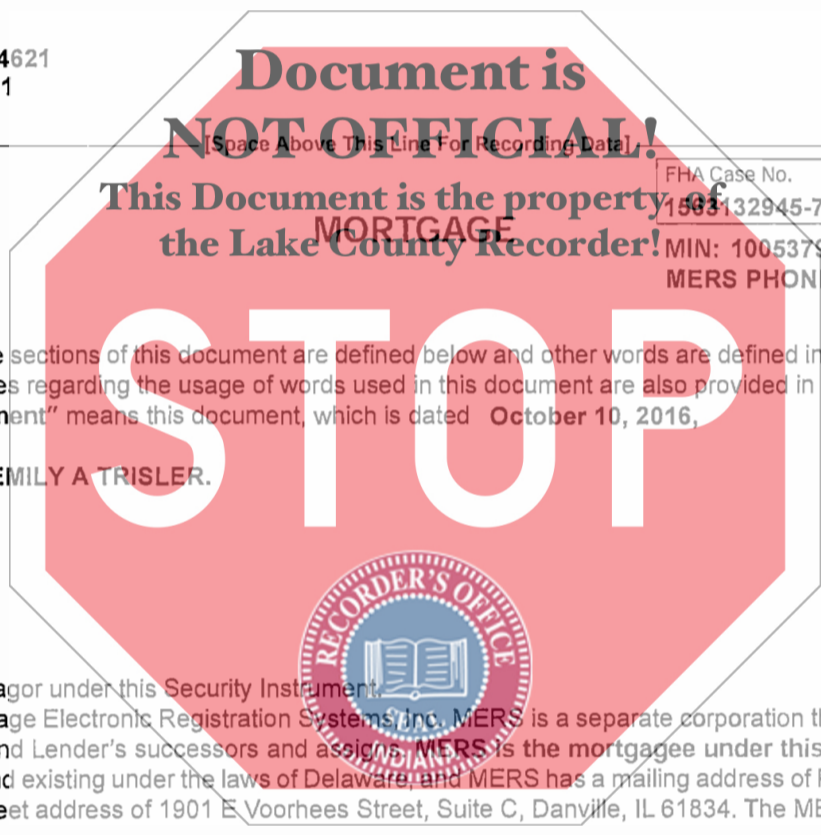 4621
1
Document is
NOT OFFICIAL!
[Space Above This Line For Recording Data]
This Document is the property of
the Lake County Recorder!
MORTGAGE
FHA Case No.
1563132945-7
MIN: 1005379
MERS PHON
e sections of this document are defined below and other words are defined in
es regarding the usage of words used in this document are also provided in
ment” means this document, which is dated October 10, 2016,
EMILY A TRISLER.
STOP
RECORDER'S OFFICE
SEAL
INDIANA
agor under this Security Instrument.
age Electronic Registration Systems, Inc. MERS is a separate corporation th
nd Lender's successors and assigns. MERS is the mortgagee under this
d existing under the laws of Delaware, and MERS has a mailing address of P
eet address of 1901 E Voorhees Street, Suite C, Danville, IL 61834. The ME